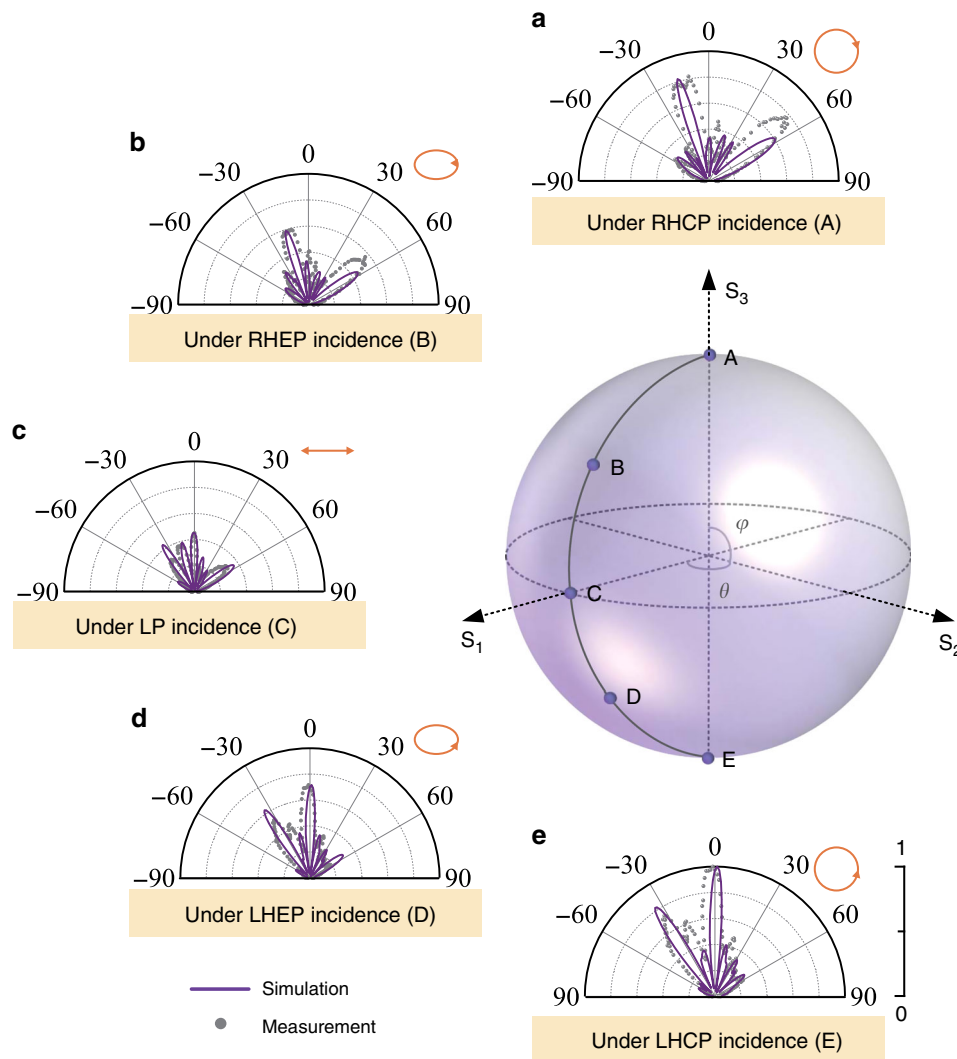 a
0
−30
30
−60
60
−90
90
Under RHCP incidence (A)
b
0
−30
30
−60
60
−90
90
Under RHEP incidence (B)
S3
A
B
φ
C
θ
S1
S2
D
E
c
0
−30
30
−60
60
−90
90
Under LP incidence (C)
d
0
−30
30
−60
60
−90
90
Under LHEP incidence (D)
e
0
−30
30
−60
60
90
90
1
0
Under LHCP incidence (E)
Simulation
Measurement